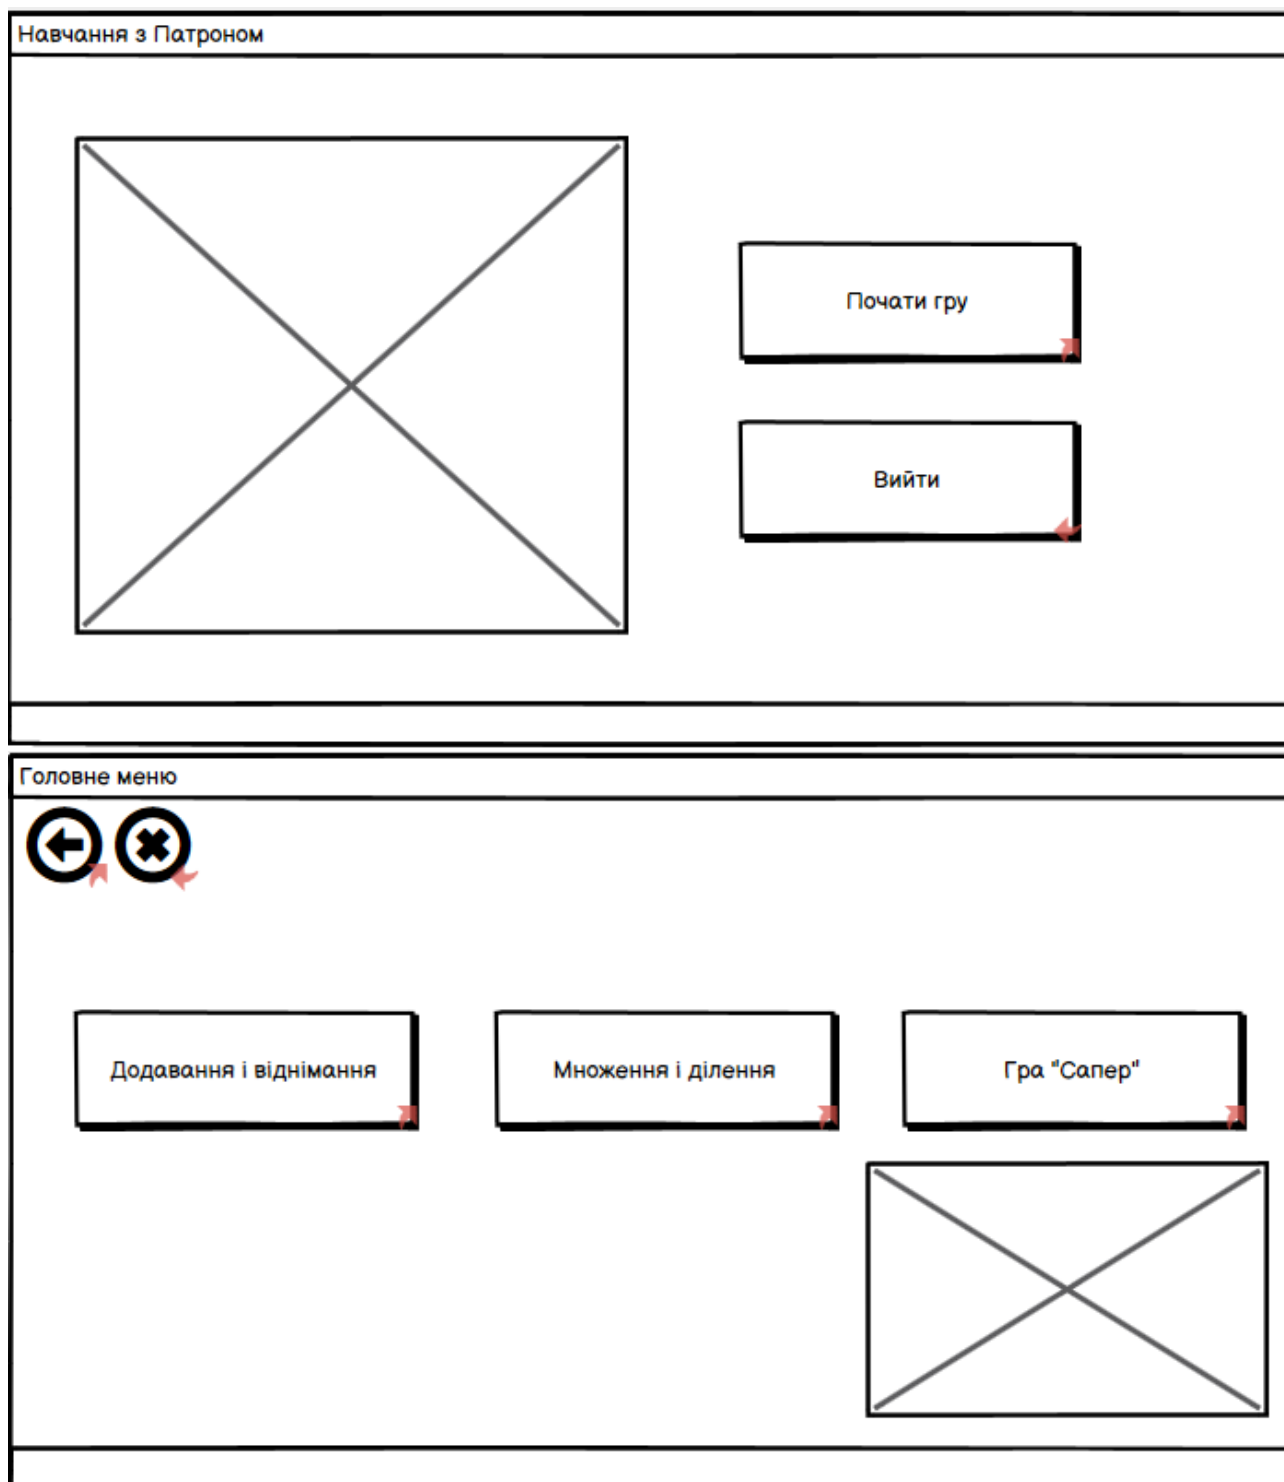 Навчання з Патроном
Почати гру
Вийти
Головне меню
Додавання і віднімання
Множення і ділення
Гра "Сапер"